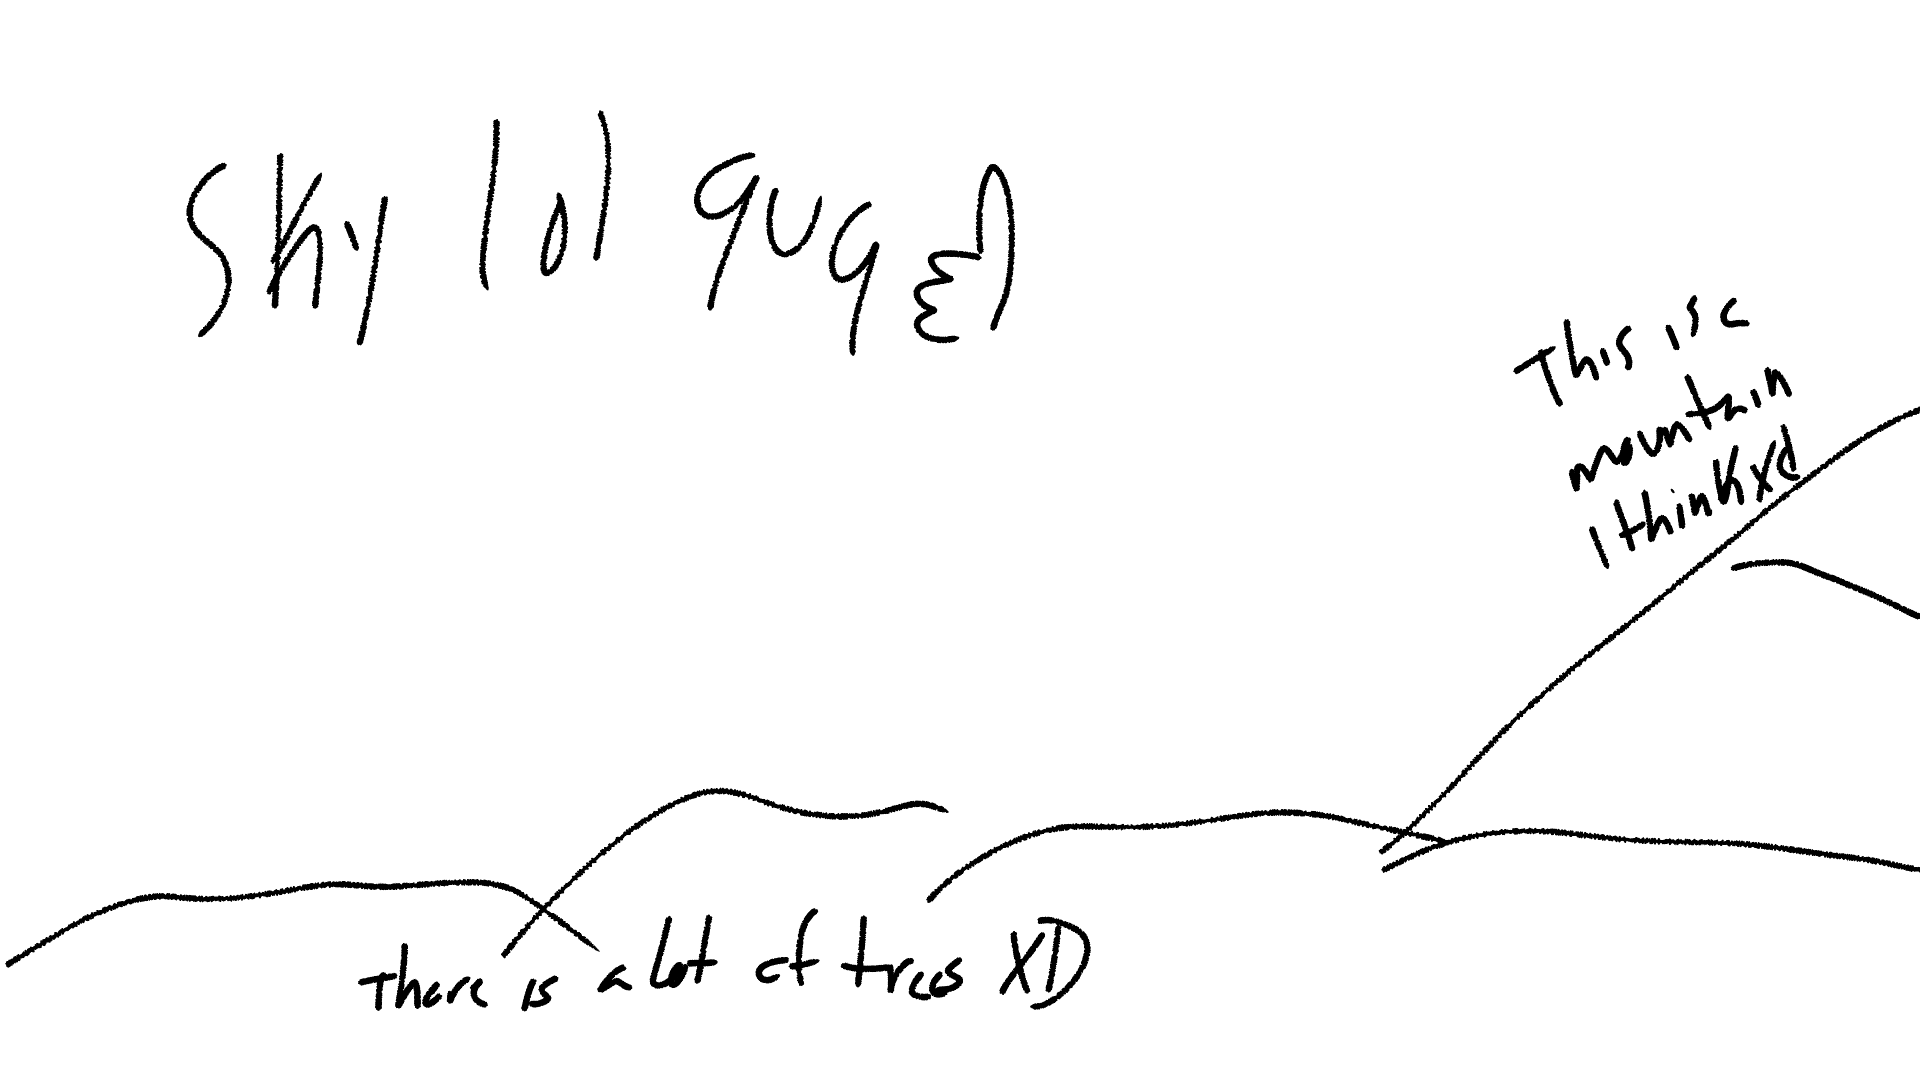 Sky lol
This is a
mountain
I think xd
There is a lot of trees XD